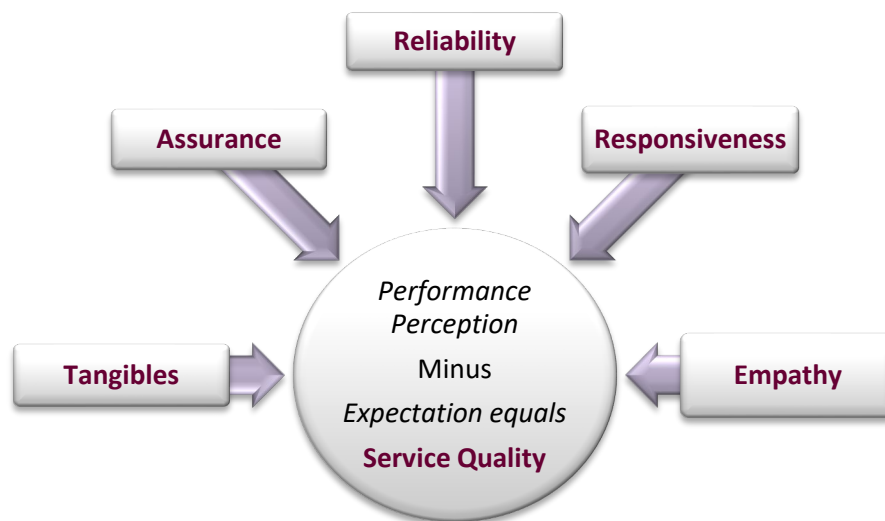 Reliability
Assurance
Responsiveness
Performance
Perception
Minus
Expectation equals
Service Quality
Tangibles
Empathy